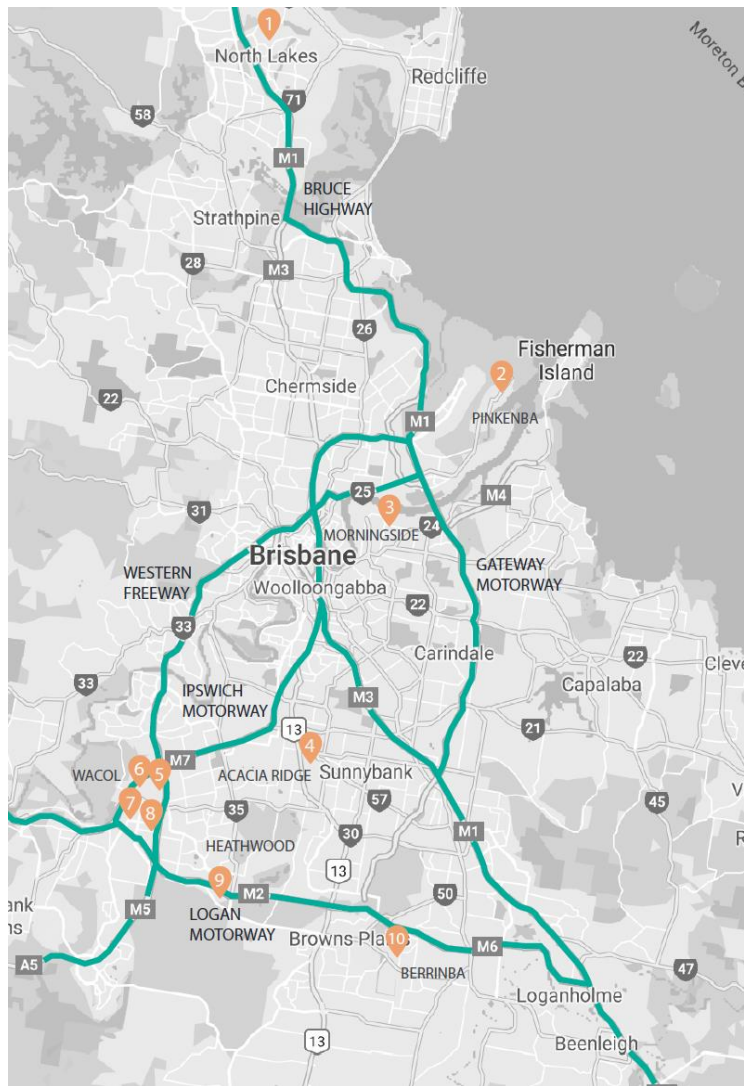 1
North Lakes
Redcliffe
Moreton B
71
58
M1
BRUCE
HIGHWAY
Strathpine
28
M3
26
Fisherman
Island
2
Chermside
22
M1
PINKENBA
25
M4
31
3
24
MORNINGSIDE
Brisbane
GATEWAY
MOTORWAY
WESTERN
FREEWAY
Woolloongabba
22
33
Carindale
22
Cleve
33
Capalaba
IPSWICH
MOTORWAY
M3
13
21
4
M7
6
5
WACOL
ACACIA RIDGE
Sunnybank
57
7
8
35
45
V
M1
30
R
HEATHWOOD
13
9
M2
50
ank
ns
M5
LOGAN
MOTORWAY
Browns Pla
10
M6
A5
BERRINBA
47
Loganholme
Beenleigh
13